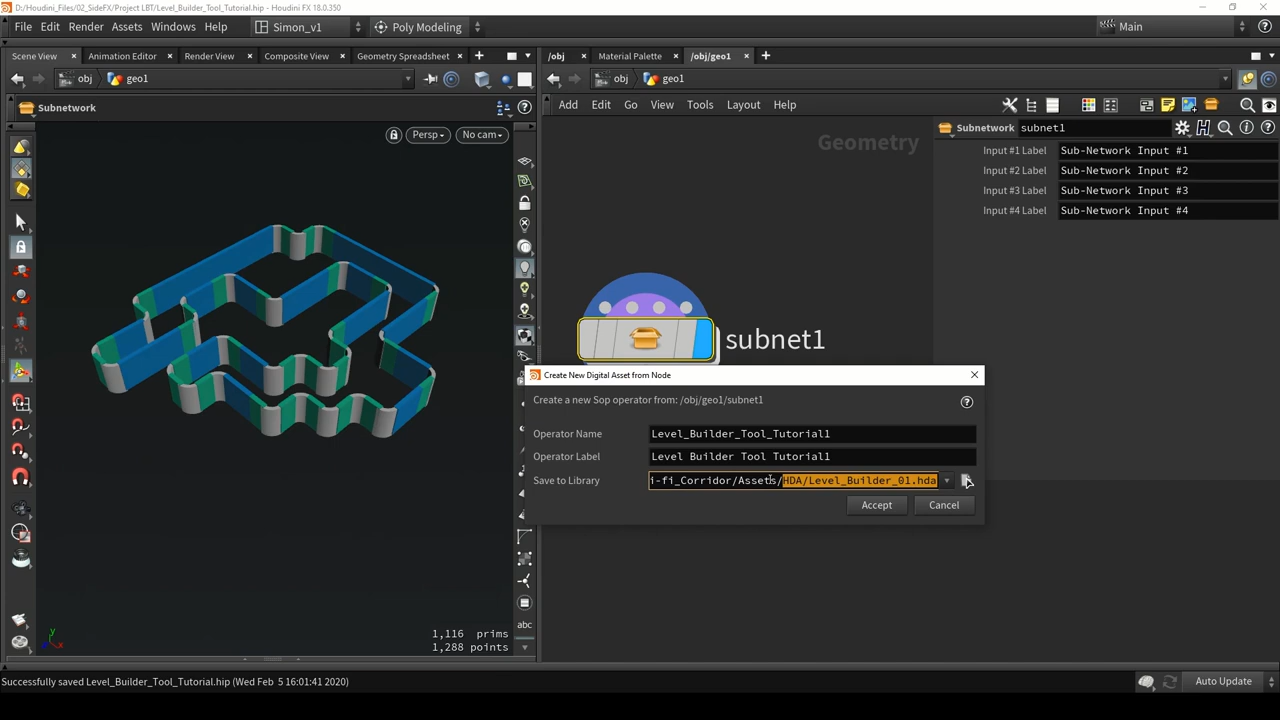 D:/Houdini_Files/02_SideFX/Project LBT/Level_Builder_Tool_Tutorial.hip - Houdini FX 18.0.350
File Edit Render Assets Windows Help Simon_v1 Poly Modeling Main
Scene View Animation Editor Render View Composite View Geometry Spreadsheet
/obj Material Palette /obj/geo1
obj geo1
obj geo1
Subnetwork
Add Edit Go View Tools Layout Help
Persp No cam
Geometry
Subnetwork subnet1
Input #1 Label Sub-Network Input #1
Input #2 Label Sub-Network Input #2
Input #3 Label Sub-Network Input #3
Input #4 Label Sub-Network Input #4
subnet1
Create New Digital Asset from Node
Create a new Sop operator from: /obj/geo1/subnet1
Operator Name Level_Builder_Tool_Tutorial1
Operator Label Level Builder Tool Tutorial1
Save to Library i-fi_Corridor/Assets/HDA/Level_Builder_01.hda
Accept Cancel
abc
1,116 prims
1,288 points
y
x
Successfully saved Level_Builder_Tool_Tutorial.hip (Wed Feb 5 16:01:41 2020)
Auto Update